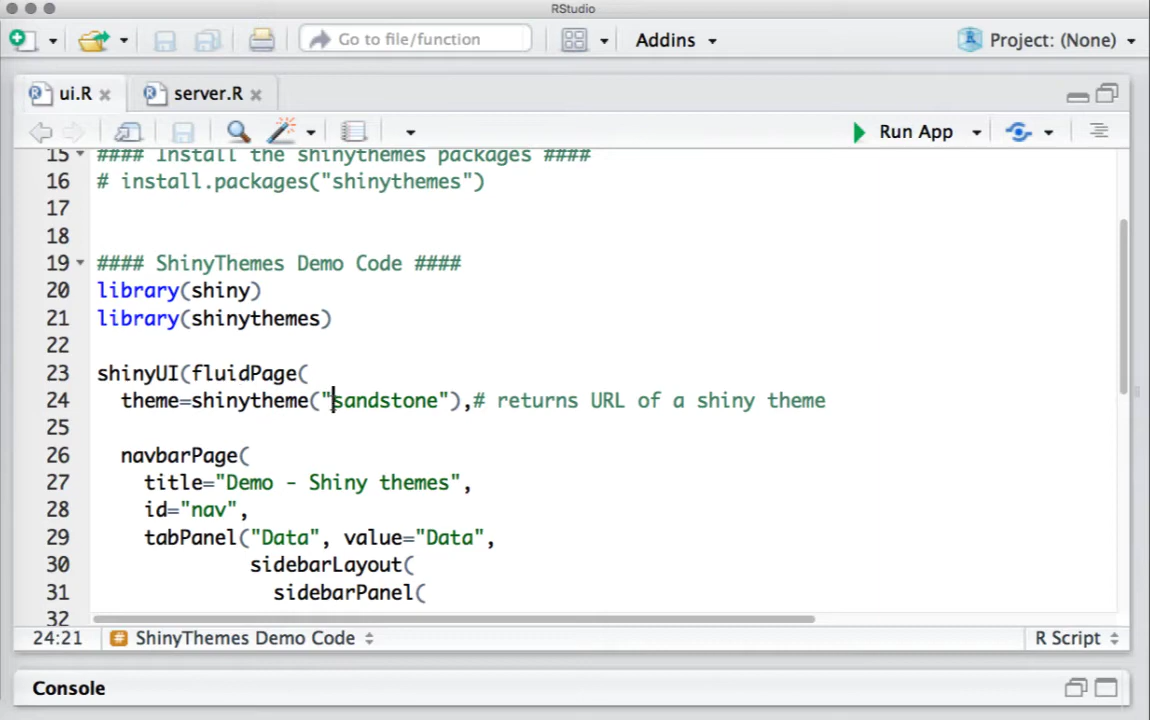 RStudio
Go to file/function
Addins
Project: (None)
ui.R
server.R
Run App
15 #### Install the shinythemes packages ####
16 # install.packages("shinythemes")
17
18
19 #### ShinyThemes Demo Code ####
20 library(shiny)
21 library(shinythemes)
22
23 shinyUI(fluidPage(
24 theme=shinytheme("sandstone"),# returns URL of a shiny theme
25
26 navbarPage(
27 title="Demo - Shiny themes",
28 id="nav",
29 tabPanel("Data", value="Data",
30 sidebarLayout(
31 sidebarPanel(
32
24:21 # ShinyThemes Demo Code
R Script
Console